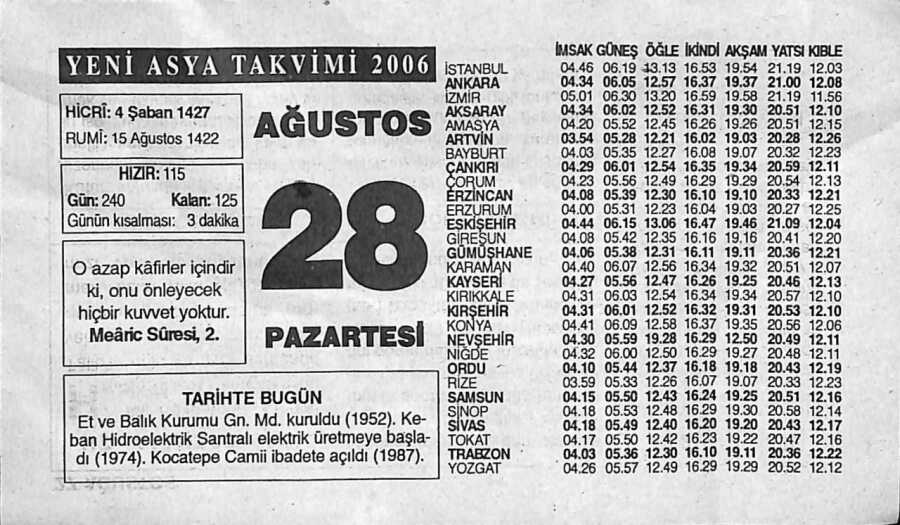 YENİ ASYA TAKVİMİ 2006
HİCRÎ: 4 Şaban 1427
RUMÎ: 15 Ağustos 1422
HIZIR: 115
Gün: 240 Kalan: 125
Günün kısalması: 3 dakika
O azap kâfirler içindir
ki, onu önleyecek
hiçbir kuvvet yoktur.
Meâric Sûresi, 2.
AĞUSTOS
28
PAZARTESİ
TARİHTE BUGÜN
Et ve Balık Kurumu Gn. Md. kuruldu (1952). Ke-
ban Hidroelektrik Santralı elektrik üretmeye başla-
dı (1974). Kocatepe Camii ibadete açıldı (1987).
İMSAK GÜNEŞ ÖĞLE İKİNDİ AKŞAM YATSI KIBLE
İSTANBUL 04.46 06.19 13.13 16.53 19.54 21.19 12.03
ANKARA 04.34 06.05 12.57 16.37 19.37 21.00 12.08
İZMİR 05.01 06.30 13.20 16.59 19.58 21.19 11.56
AKSARAY 04.34 06.02 12.52 16.31 19.30 20.51 12.10
AMASYA 04.20 05.52 12.45 16.26 19.26 20.51 12.15
ARTVİN 03.54 05.28 12.21 16.02 19.03 20.28 12.26
BAYBURT 04.03 05.35 12.27 16.08 19.07 20.32 12.23
ÇANKIRI 04.29 06.01 12.54 16.35 19.34 20.59 12.11
ÇORUM 04.23 05.56 12.49 16.29 19.29 20.54 12.13
ERZİNCAN 04.08 05.39 12.30 16.10 19.10 20.33 12.21
ERZURUM 04.00 05.31 12.23 16.04 19.03 20.27 12.25
ESKİŞEHİR 04.44 06.15 13.06 16.47 19.46 21.09 12.04
GİRESUN 04.08 05.42 12.35 16.16 19.16 20.41 12.20
GÜMÜŞHANE 04.06 05.38 12.31 16.11 19.11 20.36 12.21
KARAMAN 04.40 06.07 12.56 16.34 19.32 20.51 12.07
KAYSERİ 04.27 05.56 12.47 16.26 19.25 20.46 12.13
KIRIKKALE 04.31 06.03 12.54 16.34 19.34 20.57 12.10
KIRŞEHİR 04.31 06.01 12.52 16.32 19.31 20.53 12.10
KONYA 04.41 06.09 12.58 16.37 19.35 20.56 12.06
NEVŞEHİR 04.30 05.59 19.28 16.29 12.50 20.49 12.11
NİĞDE 04.32 06.00 12.50 16.29 19.27 20.48 12.11
ORDU 04.10 05.44 12.37 16.18 19.18 20.43 12.19
RİZE 03.59 05.33 12.26 16.07 19.07 20.33 12.23
SAMSUN 04.15 05.50 12.43 16.24 19.25 20.51 12.16
SİNOP 04.18 05.53 12.48 16.29 19.30 20.58 12.14
SİVAS 04.18 05.49 12.40 16.20 19.20 20.43 12.17
TOKAT 04.17 05.50 12.42 16.23 19.22 20.47 12.16
TRABZON 04.03 05.36 12.30 16.10 19.11 20.36 12.22
YOZGAT 04.26 05.57 12.49 16.29 19.29 20.52 12.12